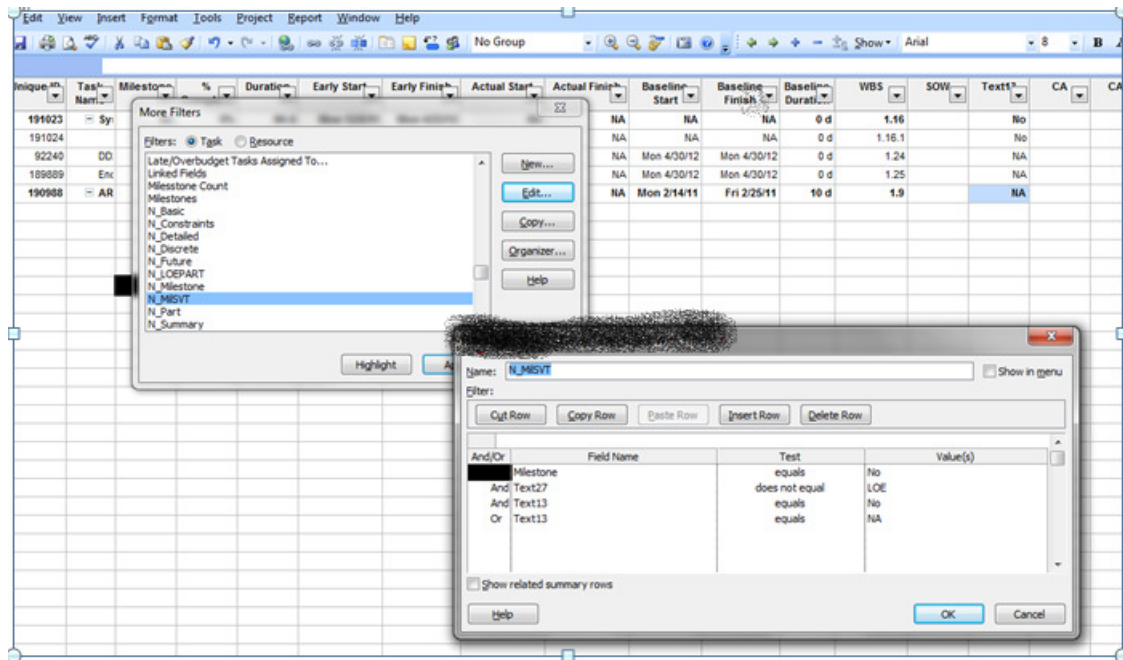 Edit View Insert Format Tools Project Report Window Help
No Group Show Arial 8 B
Unique ID Task Name Milestone % Duration Early Start Early Finish Actual Start Actual Finish Baseline Start Baseline Finish Baseline Durati... WBS SOW CA CA
191023 Sy NA NA NA 0 d 1.16 No
191024 NA NA NA 0 d 1.16.1 No
92240 DD NA Mon 4/30/12 Mon 4/30/12 0 d 1.24 NA
189889 End NA Mon 4/30/12 Mon 4/30/12 0 d 1.25 NA
190988 AR NA Mon 2/14/11 Fri 2/25/11 10 d 1.9 NA
More Filters
Filters: Task Resource
Late/Overbudget Tasks Assigned To...
Linked Fields
Milesstone Count
Milestones
N_Basic
N_Constraints
N_Detailed
N_Discrete
N_Future
N_LOEPART
N_Milestone
N_MilSVT
N_Part
N_Summary
New...
Edit...
Copy...
Organizer...
Help
Highlight Ap
Name: N_MilSVT Show in menu
Filter:
Cut Row Copy Row Paste Row Insert Row Delete Row
And/Or Field Name Test Value(s)
Milestone equals No
And Text27 does not equal LOE
And Text13 equals No
Or Text13 equals NA
Show related summary rows
Help OK Cancel